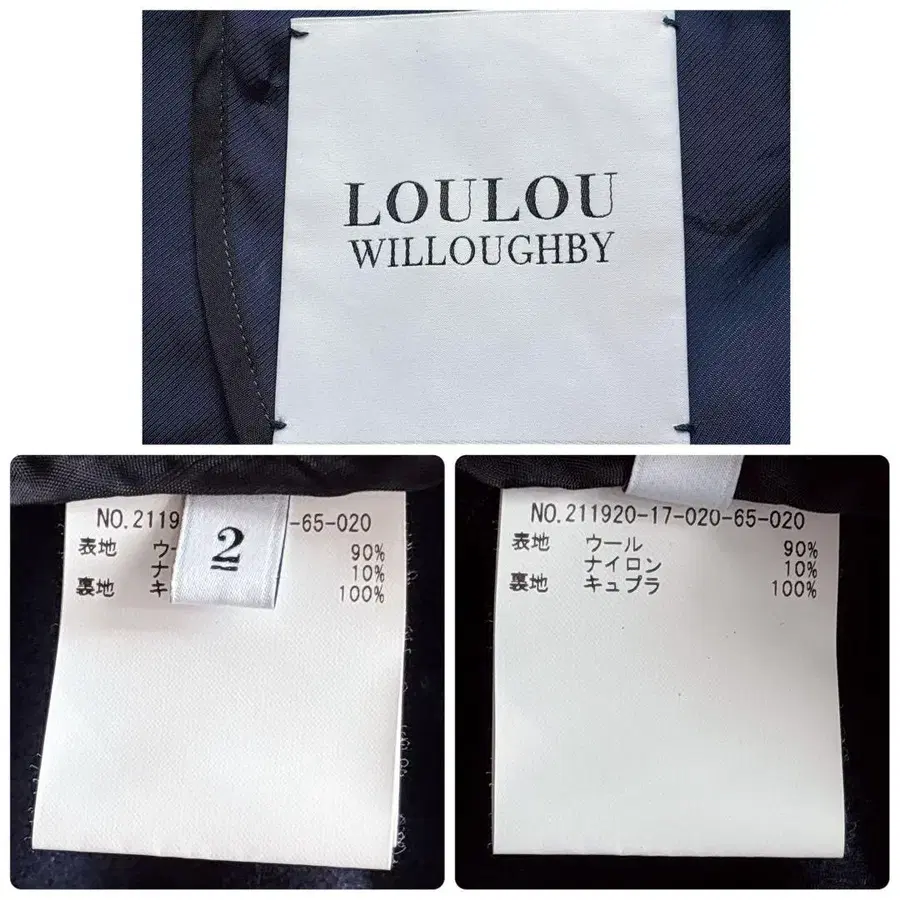 LOULOU
WILLOUGHBY
NO.2119
-65-020
2
表地 ウ 90%
ナ 10%
裏地 キ 100%
NO.211920-17-020-65-020
表地 ウール 90%
ナイロン 10%
裏地 キュプラ 100%